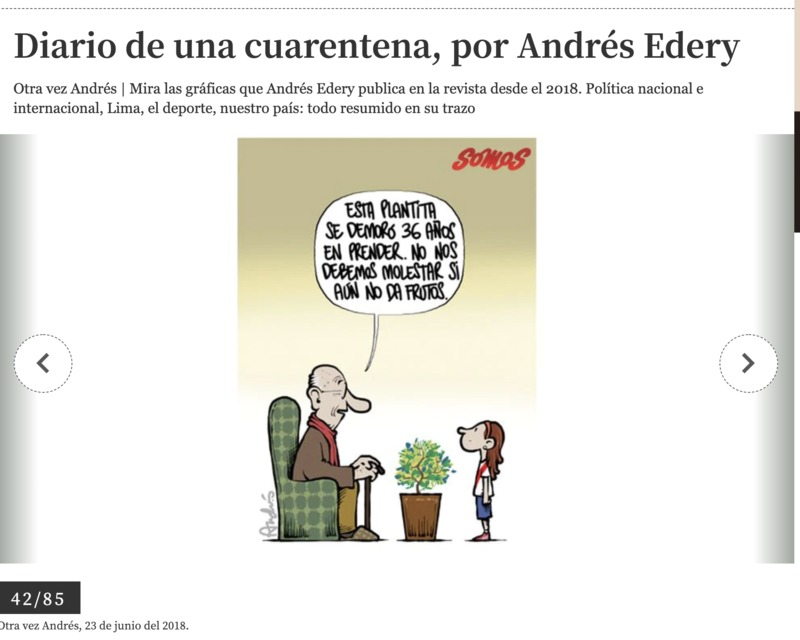 Diario de una cuarentena, por Andrés Edery
Otra vez Andrés | Mira las gráficas que Andrés Edery publica en la revista desde el 2018. Política nacional e
internacional, Lima, el deporte, nuestro país: todo resumido en su trazo
SOMOS
ESTA PLANTITA
SE DEMORÓ 36 AÑOS
EN PRENDER. NO NOS
DEBEMOS MOLESTAR SI
AÚN NO DA FRUTOS.
Andrés
42/85
Otra vez Andrés, 23 de junio del 2018.